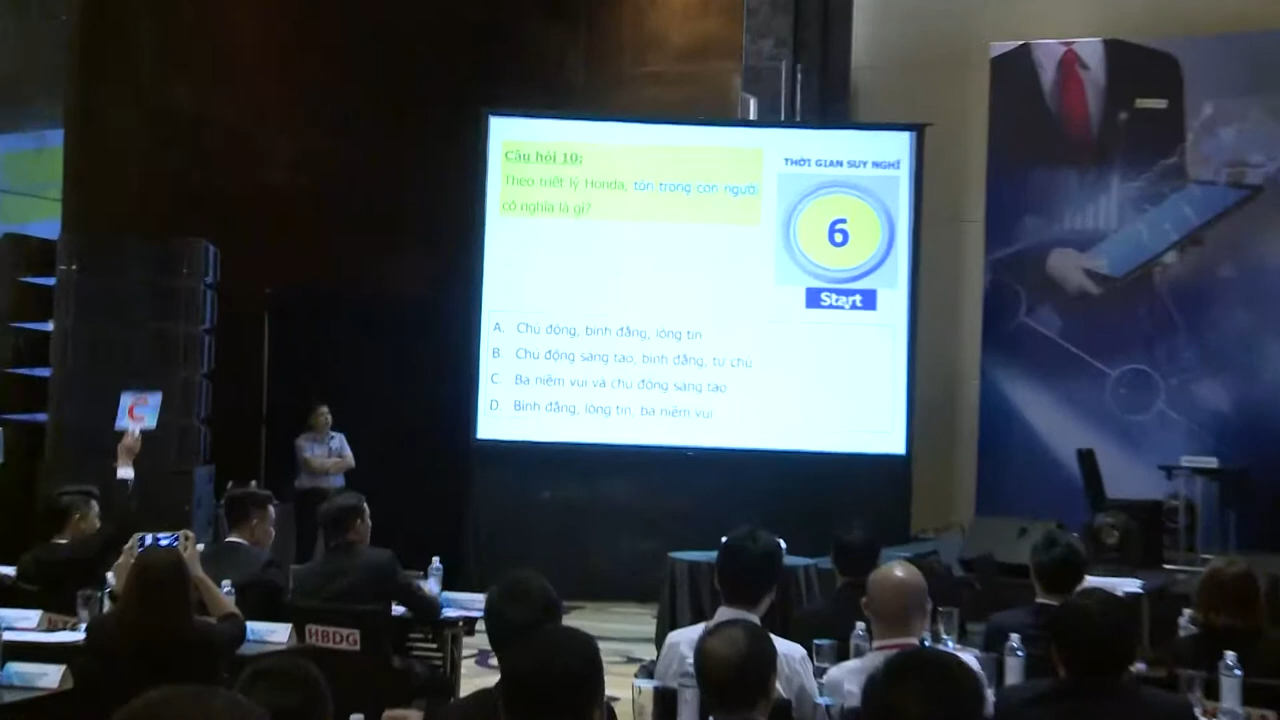 Câu hỏi 10:
THỜI GIAN SUY NGHĨ
Theo triết lý Honda, tôn trọng con người
có nghĩa là gì?
6
Start
A. Chủ động, bình đẳng, lòng tin
B. Chủ động sáng tạo, bình đẳng, tự chủ
C. Ba niềm vui và chủ động sáng tạo
D. Bình đẳng, lòng tin, ba niềm vui
C
HBDG